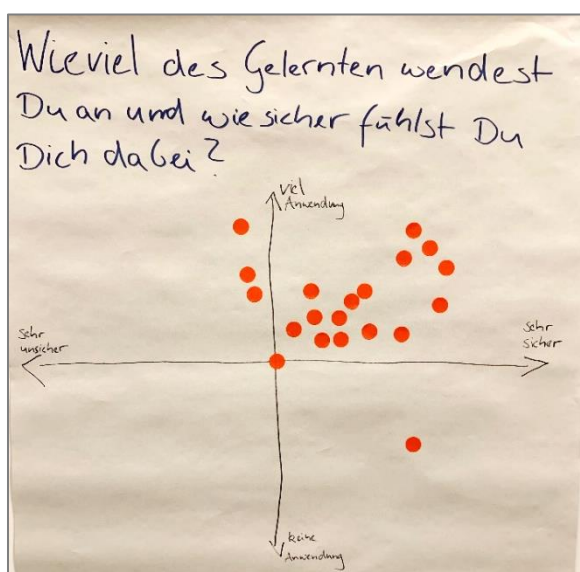 Wieviel des Gelernten wendest
Du an und wie sicher fühlst Du
Dich dabei?
viel
Anwendung
sehr
unsicher
sehr
sicher
keine
Anwendung